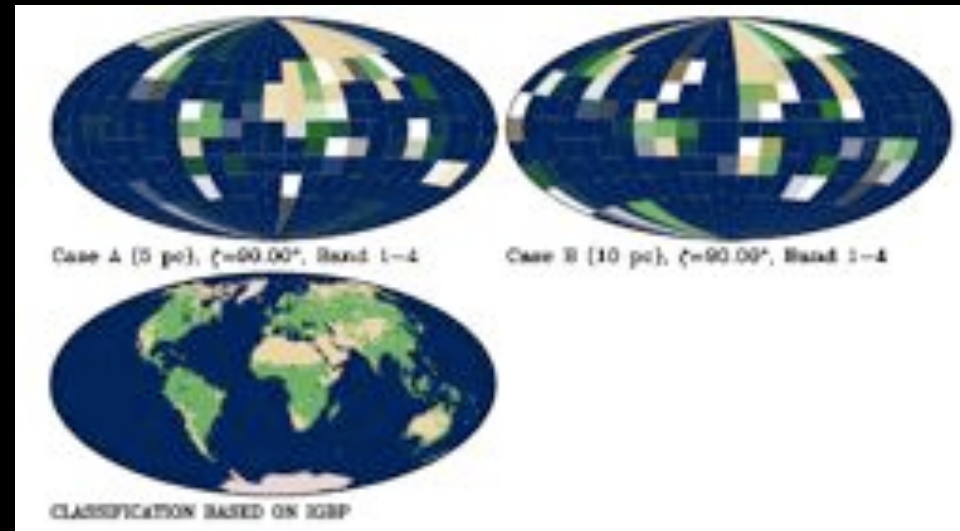 Case A (5 pc), ζ=90.00°, Band 1-4
Case B (10 pc), ζ=90.00°, Band 1-4
CLASSIFICATION BASED ON IGBP